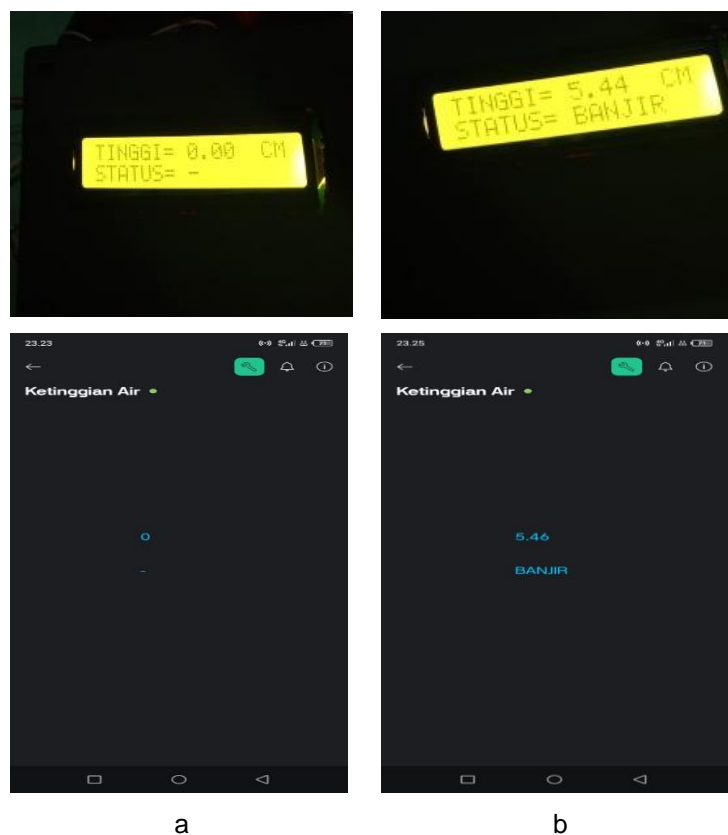 TINGGI= 0.00 CM
STATUS= -
TINGGI= 5.44 CM
STATUS= BANJIR
23.23
Ketinggian Air
0
-
23.25
Ketinggian Air
5.46
BANJIR
a
b